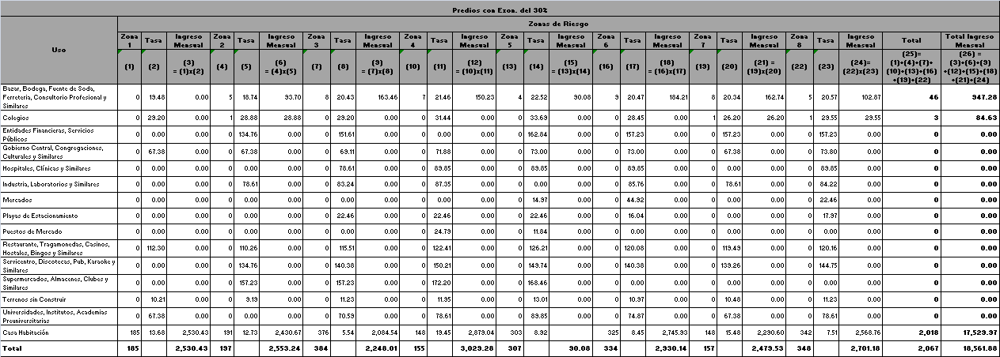 Predios con Exon. del 30%
Uso
Zonas de Riesgo
Zona 1 Tasa Ingreso Mensual Zona 2 Tasa Ingreso Mensual Zona 3 Tasa Ingreso Mensual Zona 4 Tasa Ingreso Mensual Zona 5 Tasa Ingreso Mensual Zona 6 Tasa Ingreso Mensual Zona 7 Tasa Ingreso Mensual Zona 8 Tasa Ingreso Mensual Total Total Ingreso Mensual
(1) (2) (3) = (1)x(2) (4) (5) (6) = (4)x(5) (7) (8) (9) = (7)x(8) (10) (11) (12) = (10)x(11) (13) (14) (15) = (13)x(14) (16) (17) (18) = (16)x(17) (19) (20) (21) = (19)x(20) (22) (23) (24)= (22)x(23) (25)= (1)+(4)+(7)+ (10)+(13)+(16) +(19)+(22) (26) = (3)+(6)+(9) +(12)+(15)+(18) +(21)+(24)
Bazar, Bodega, Fuente de Soda, Ferretería, Consultorio Profesional y Similares 0 19.48 0.00 5 18.74 93.70 8 20.43 163.46 7 21.46 150.23 4 22.52 90.08 9 20.47 184.21 8 20.34 162.74 5 20.57 102.87 46 947.28
Colegios 0 29.20 0.00 1 28.88 28.88 0 29.20 0.00 0 31.44 0.00 0 33.69 0.00 0 28.45 0.00 1 26.20 26.20 1 29.55 29.55 3 84.63
Entidades Financieras, Servicios Públicos 0 0.00 0.00 0 134.76 0.00 0 151.61 0.00 0 0.00 0.00 0 162.84 0.00 0 157.23 0.00 0 157.23 0.00 0 157.23 0.00 0 0.00
Gobierno Central, Congregaciones, Culturales y Similares 0 67.38 0.00 0 67.38 0.00 0 69.11 0.00 0 71.88 0.00 0 73.00 0.00 0 73.00 0.00 0 67.38 0.00 0 73.80 0.00 0 0.00
Hospitales, Clínicas y Similares 0 0.00 0.00 0 0.00 0.00 0 78.61 0.00 0 89.85 0.00 0 89.85 0.00 0 89.85 0.00 0 0.00 0.00 0 89.85 0.00 0 0.00
Industria, Laboratorios y Similares 0 0.00 0.00 0 78.61 0.00 0 83.24 0.00 0 87.35 0.00 0 0.00 0.00 0 85.76 0.00 0 78.61 0.00 0 84.22 0.00 0 0.00
Mercados 0 0.00 0.00 0 0.00 0.00 0 0.00 0.00 0 0.00 0.00 0 14.97 0.00 0 44.92 0.00 0 0.00 0.00 0 22.46 0.00 0 0.00
Playas de Estacionamiento 0 0.00 0.00 0 0.00 0.00 0 22.46 0.00 0 22.46 0.00 0 22.46 0.00 0 16.04 0.00 0 0.00 0.00 0 17.97 0.00 0 0.00
Puestos de Mercado 0 0.00 0.00 0 0.00 0.00 0 0.00 0.00 0 24.79 0.00 0 11.84 0.00 0 0.00 0.00 0 0.00 0.00 0 0.00 0.00 0 0.00
Restaurante, Tragamonedas, Casinos, Hostales, Bingos y Similares 0 112.30 0.00 0 110.26 0.00 0 115.51 0.00 0 122.41 0.00 0 126.21 0.00 0 120.08 0.00 0 119.49 0.00 0 120.16 0.00 0 0.00
Servicentro, Discotecas, Pub, Karaoke y Similares 0 0.00 0.00 0 134.76 0.00 0 140.38 0.00 0 150.21 0.00 0 149.74 0.00 0 140.38 0.00 0 139.26 0.00 0 144.75 0.00 0 0.00
Supermercados, Almacenes, Clubes y Similares 0 0.00 0.00 0 157.23 0.00 0 157.23 0.00 0 172.20 0.00 0 168.46 0.00 0 0.00 0.00 0 0.00 0.00 0 0.00 0.00 0 0.00
Terrenos sin Construir 0 10.21 0.00 0 9.19 0.00 0 11.23 0.00 0 11.95 0.00 0 13.01 0.00 0 10.97 0.00 0 10.48 0.00 0 11.23 0.00 0 0.00
Universidades, Institutos, Academias Preuniversitarias 0 67.38 0.00 0 0.00 0.00 0 70.59 0.00 0 78.61 0.00 0 89.85 0.00 0 74.87 0.00 0 67.38 0.00 0 78.61 0.00 0 0.00
Casa Habitación 185 13.68 2,530.43 191 12.73 2,430.67 376 5.54 2,084.54 148 19.45 2,879.04 303 8.92 325 8.45 2,745.93 148 15.48 2,290.60 342 7.51 2,568.76 2,018 17,529.97
Total 185 2,530.43 197 2,553.24 384 2,248.01 155 3,029.28 307 90.08 334 2,930.14 157 2,479.53 348 2,701.18 2,067 18,561.88